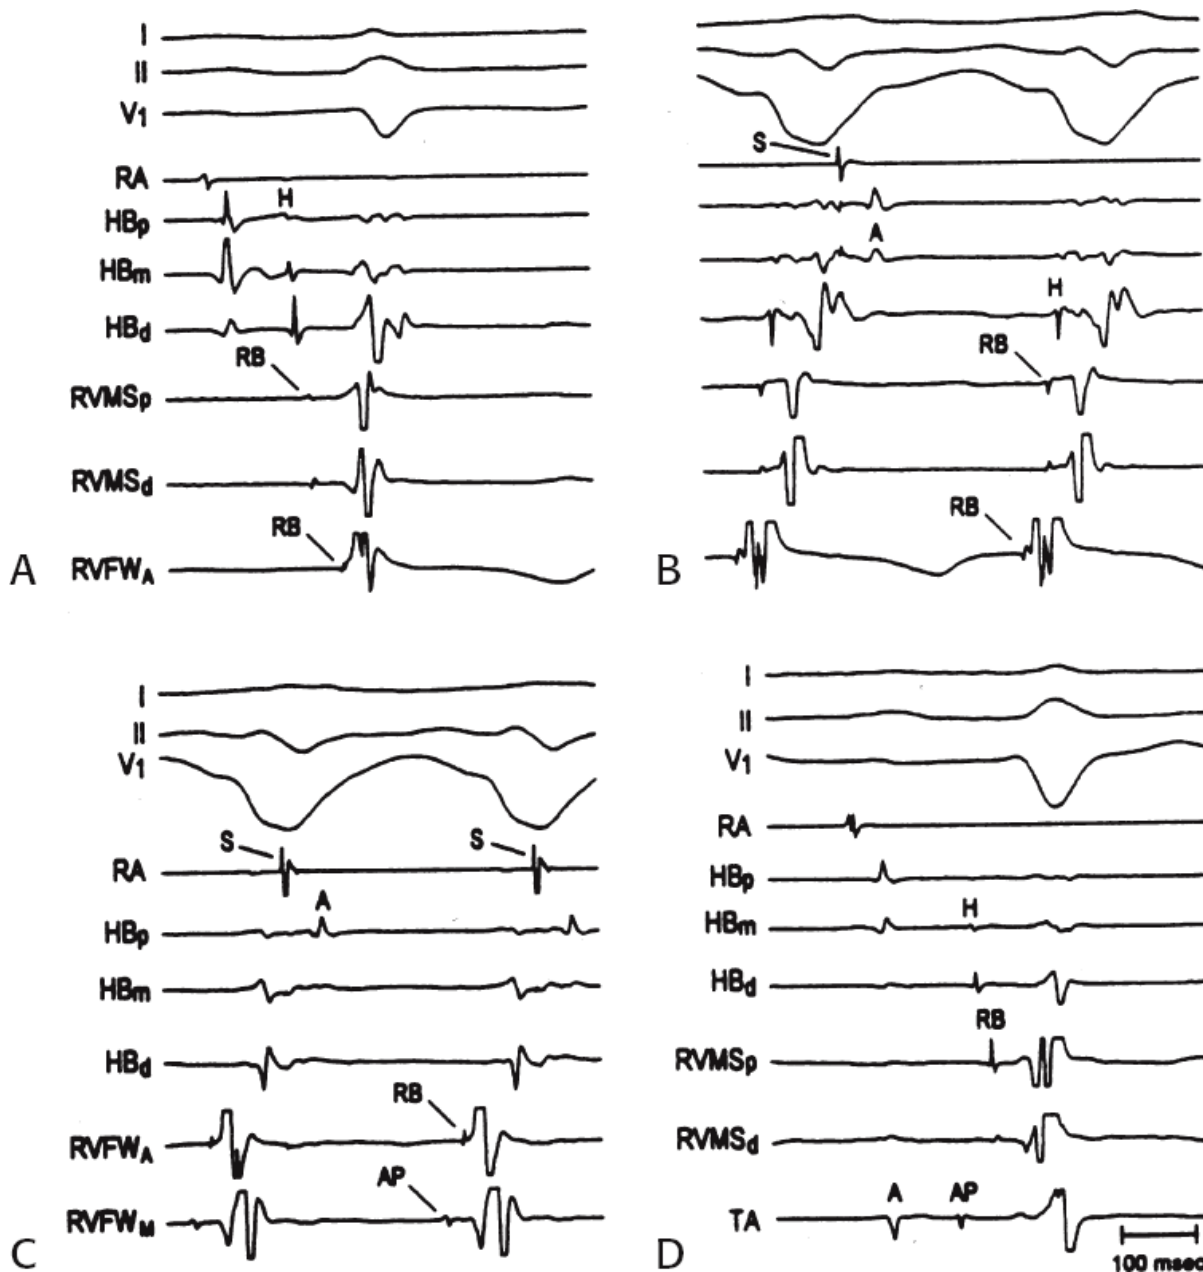 I
II
V1
RA
H
HBp
HBm
HBd
RB
RVMSp
RVMSd
RB
A
RVFWA
S
A
H
RB
RB
B
I
II
V1
S
S
RA
A
HBp
HBm
HBd
RB
RVFWA
AP
RVFWM
C
I
II
V1
RA
HBp
H
HBm
HBd
RB
RVMSp
RVMSd
A AP
TA
D
100 msec